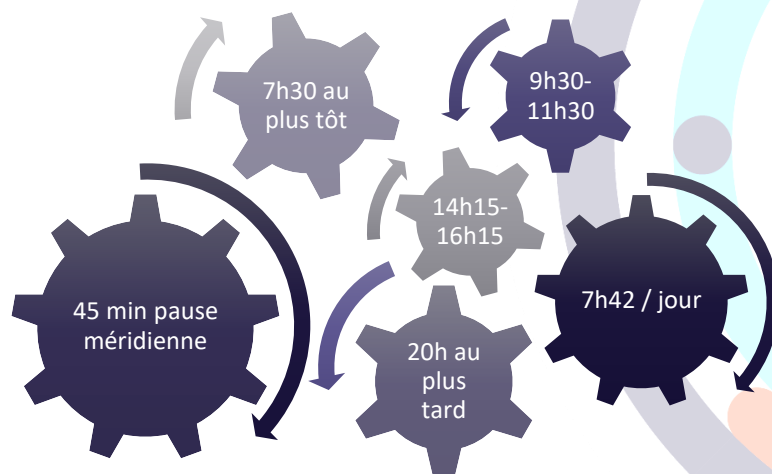 7h30 au
plus tôt
9h30-
11h30
14h15-
16h15
45 min pause
méridienne
7h42 / jour
20h au
plus
tard